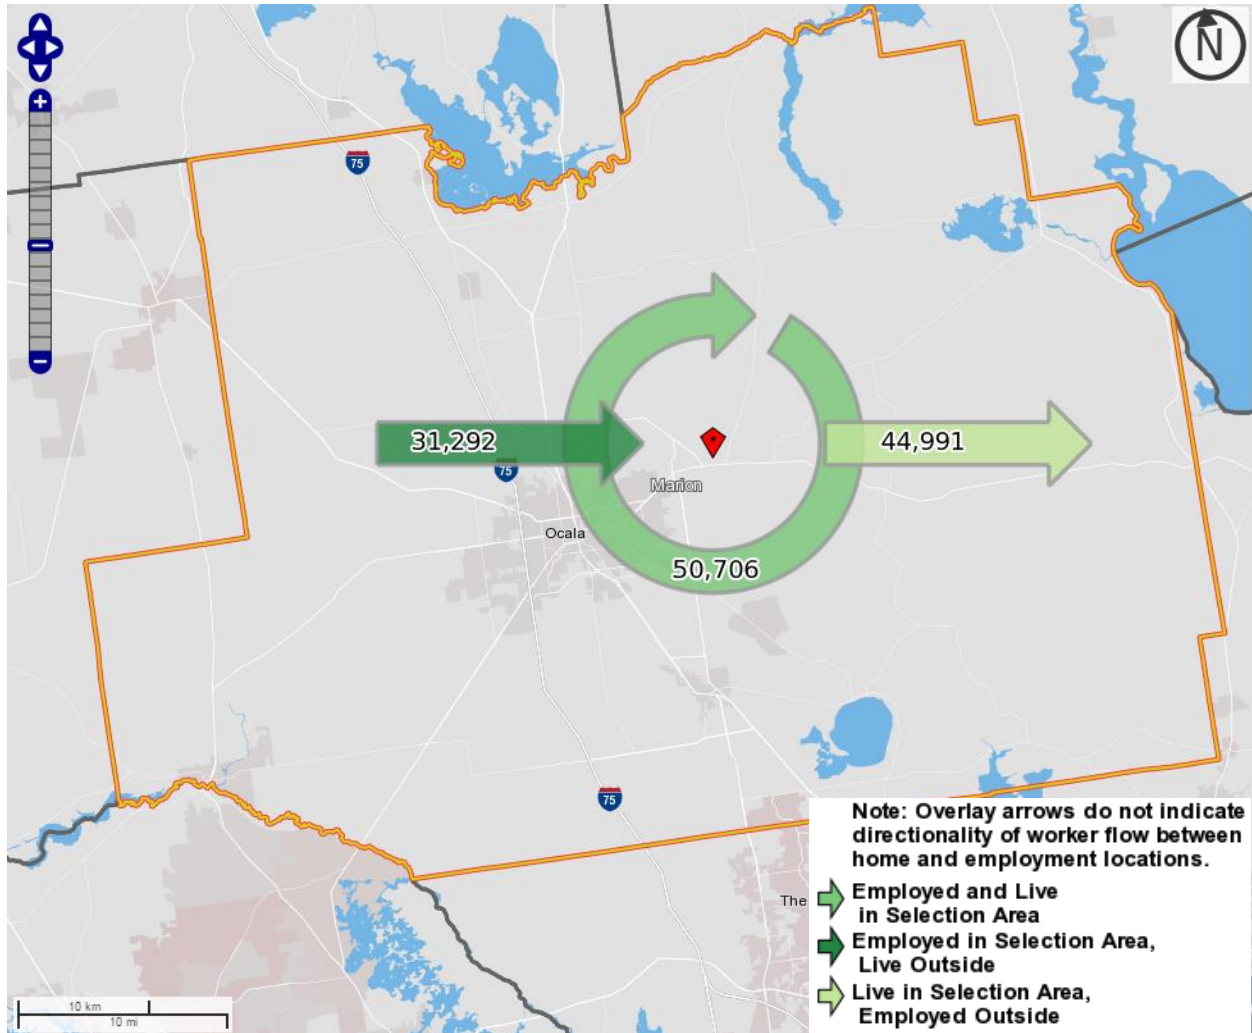 N
+
75
31,292
44,991
75
Marion
Ocala
50,706
−
75
Note: Overlay arrows do not indicate
directionality of worker flow between
home and employment locations.
The
Employed and Live
in Selection Area
Employed in Selection Area,
Live Outside
Live in Selection Area,
Employed Outside
10 km
10 mi